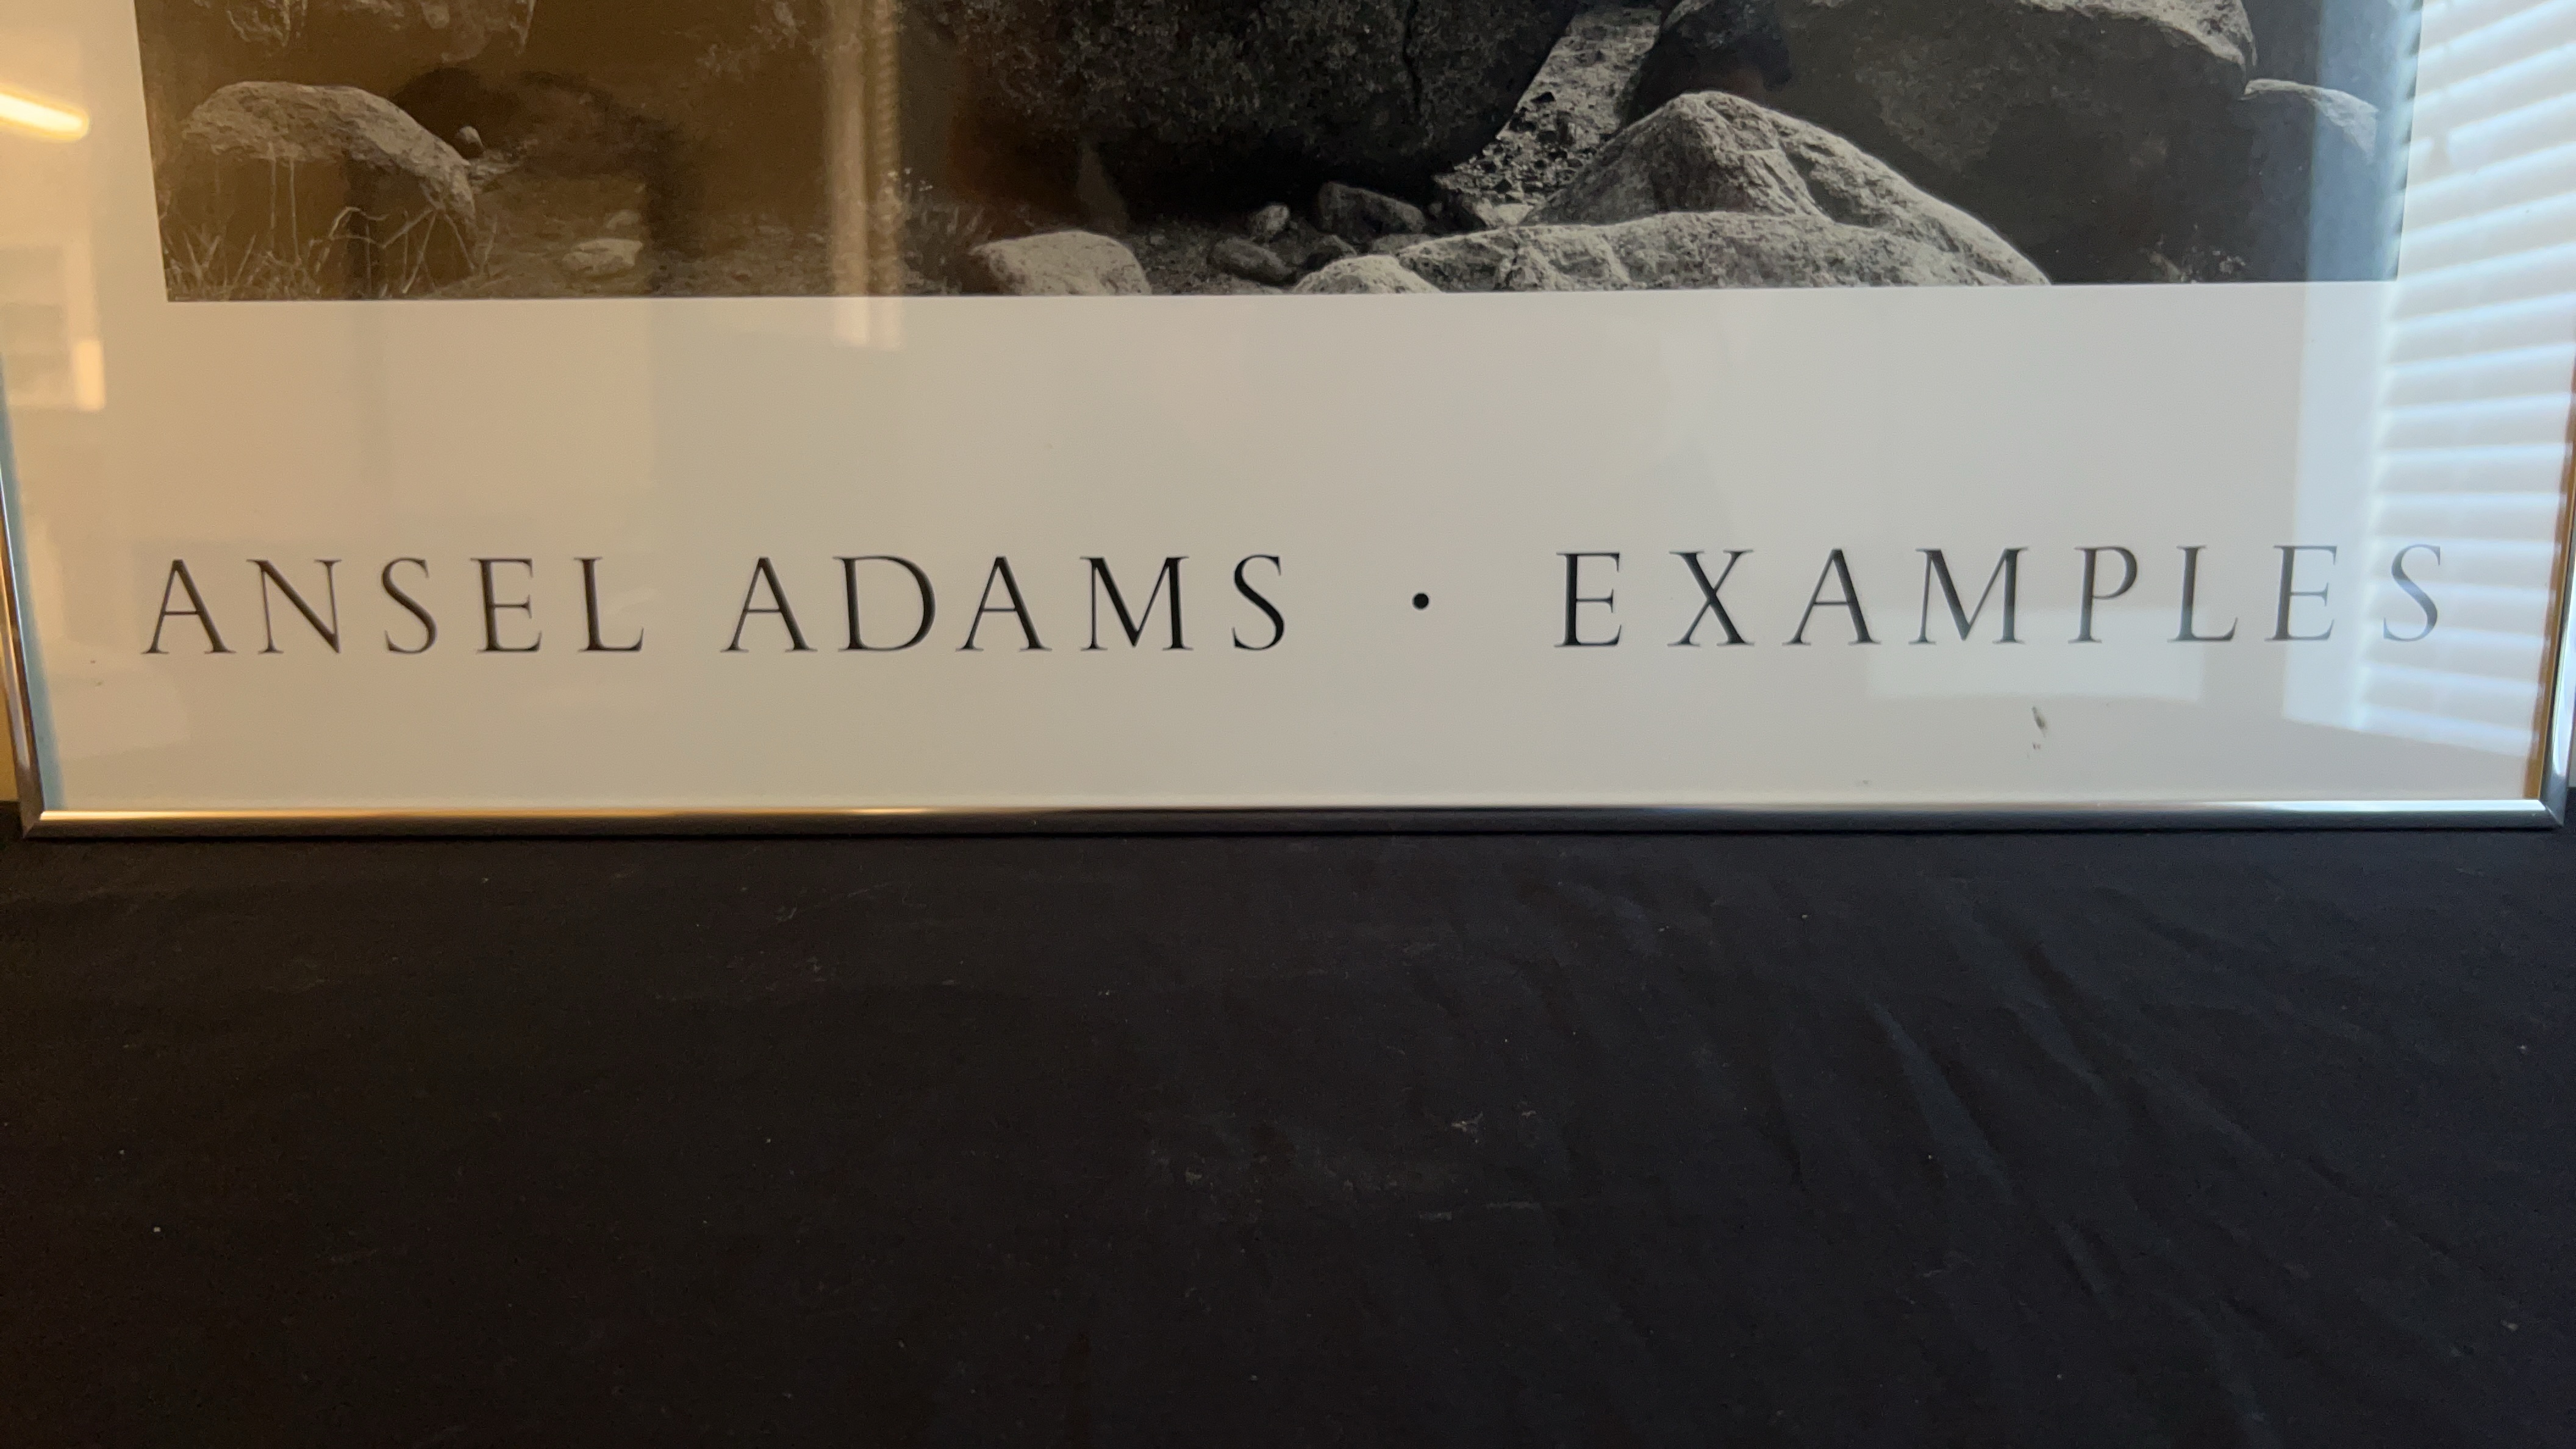 ANSEL ADAMS · EXAMPLES